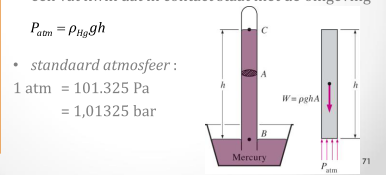 P_atm = ρ_Hg gh
• standaard atmosfeer :
1 atm = 101.325 Pa
= 1,01325 bar
C
A
h
h
W = ρghA
B
Mercury
P_atm
71